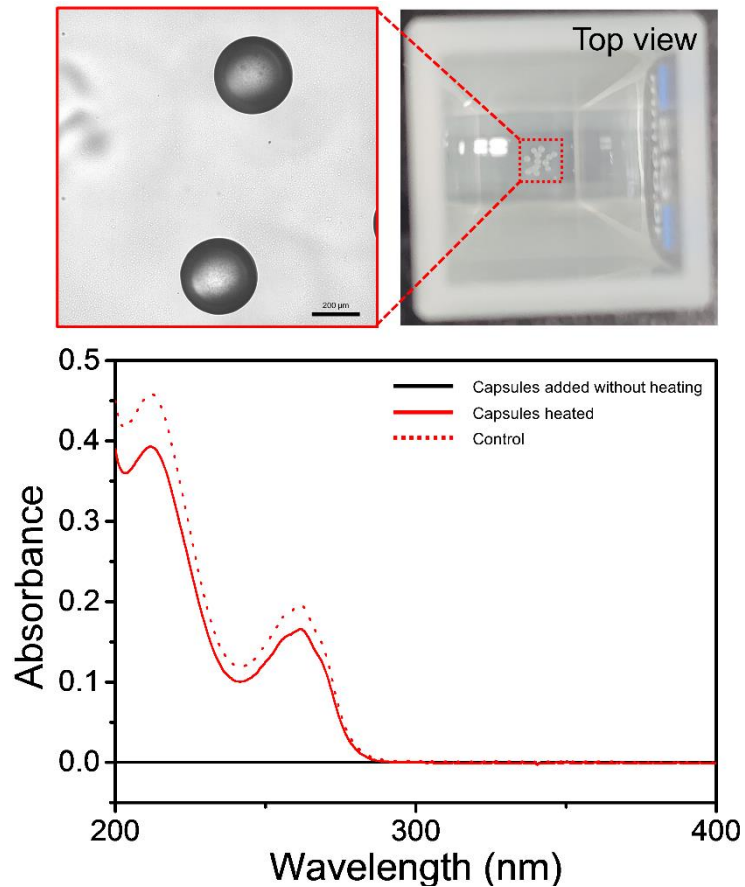 Top view
200 µm
0.5
0.4
0.3
0.2
0.1
0.0
Absorbance
Capsules added without heating
Capsules heated
Control
200
300
400
Wavelength (nm)